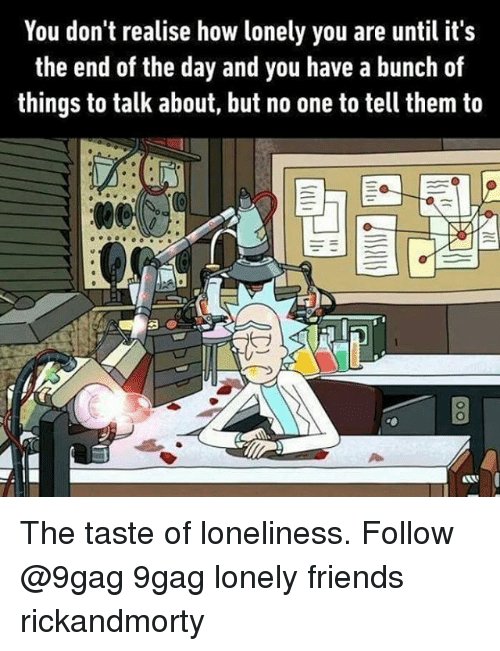 You don't realise how lonely you are until it's
the end of the day and you have a bunch of
things to talk about, but no one to tell them to
The taste of loneliness. Follow
@9gag 9gag lonely friends
rickandmorty